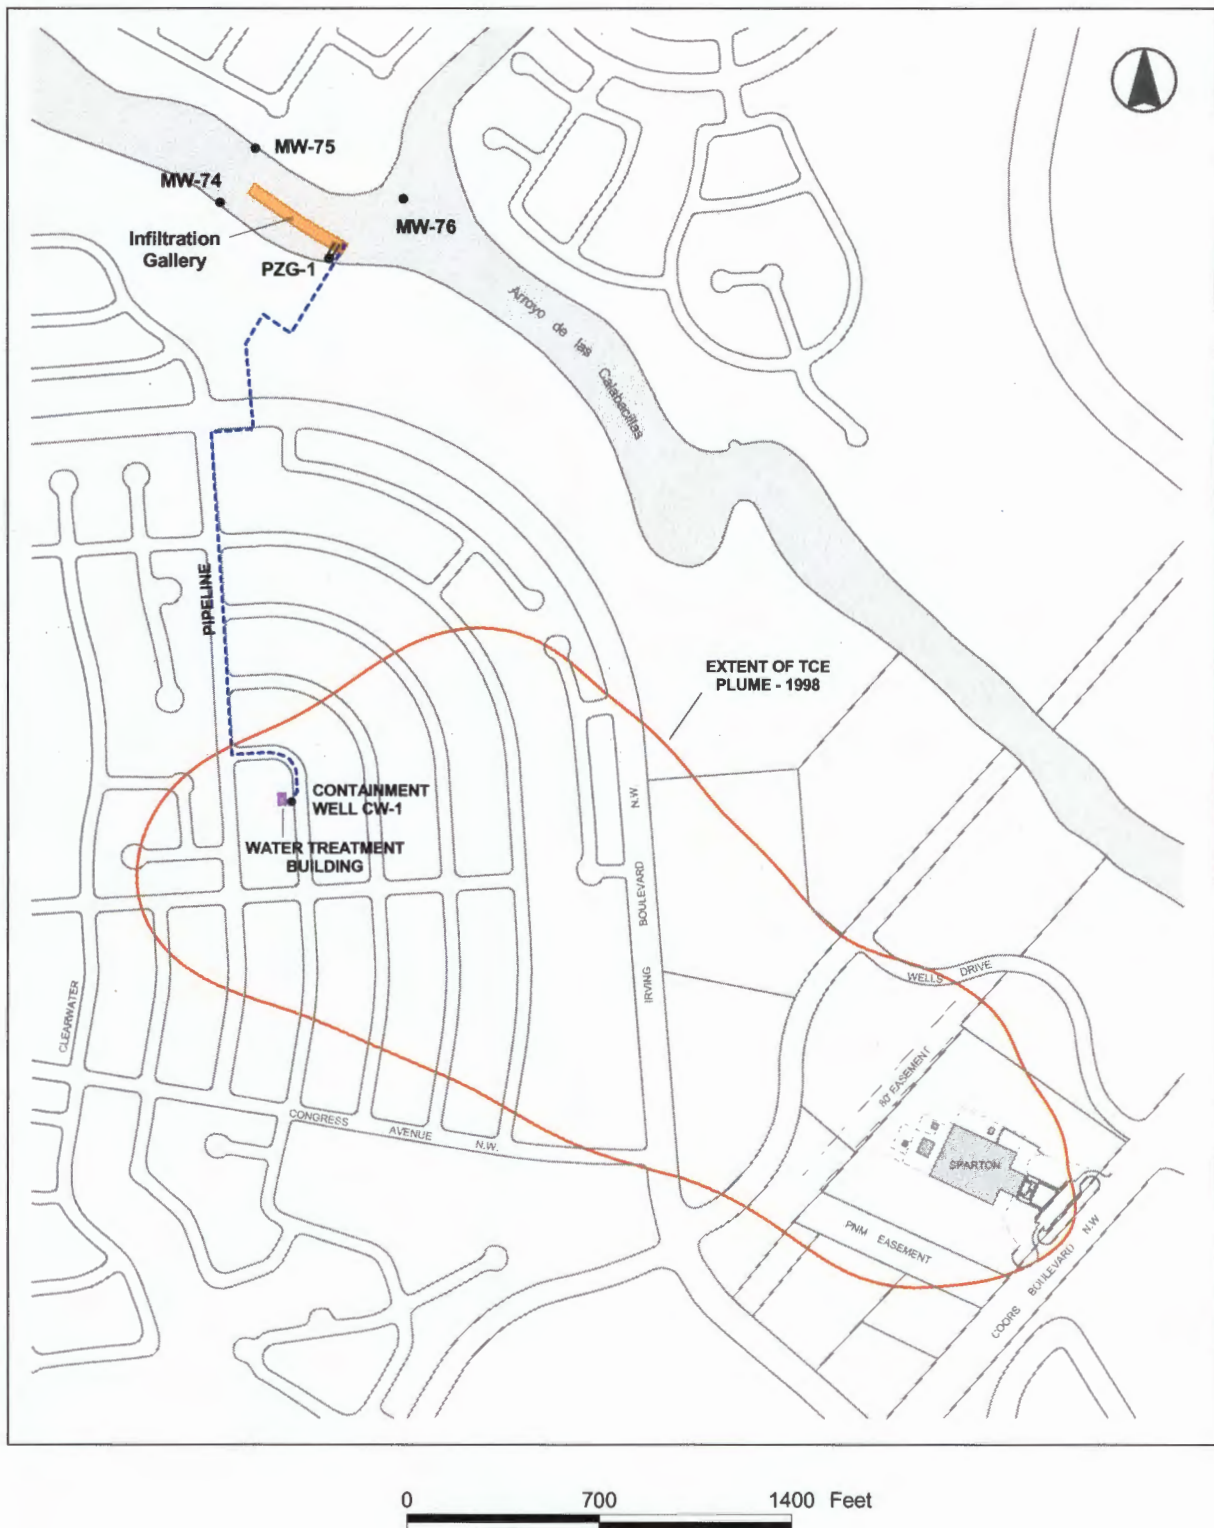 MW-75
MW-74
MW-76
Infiltration
Gallery
PZG-1
Arroyo de las Calabacillas
PIPELINE
EXTENT OF TCE
PLUME - 1998
CONTAINMENT
WELL CW-1
WATER TREATMENT
BUILDING
IRVING BOULEVARD N.W.
WELLS DRIVE
CLEARWATER
80' EASEMENT
CONGRESS AVENUE N.W.
SPARTON
PNM EASEMENT
COORS BOULEVARD N.W
0 700 1400 Feet